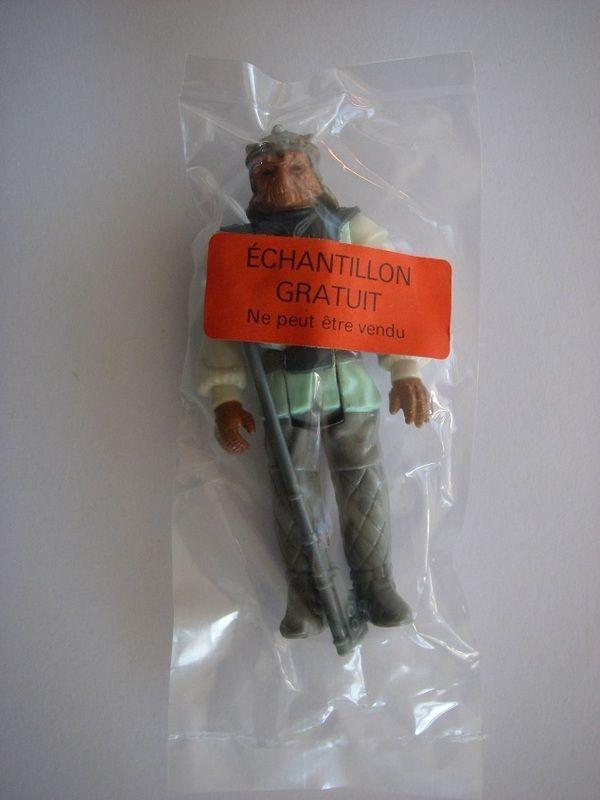 ÉCHANTILLON
GRATUIT
Ne peut être vendu